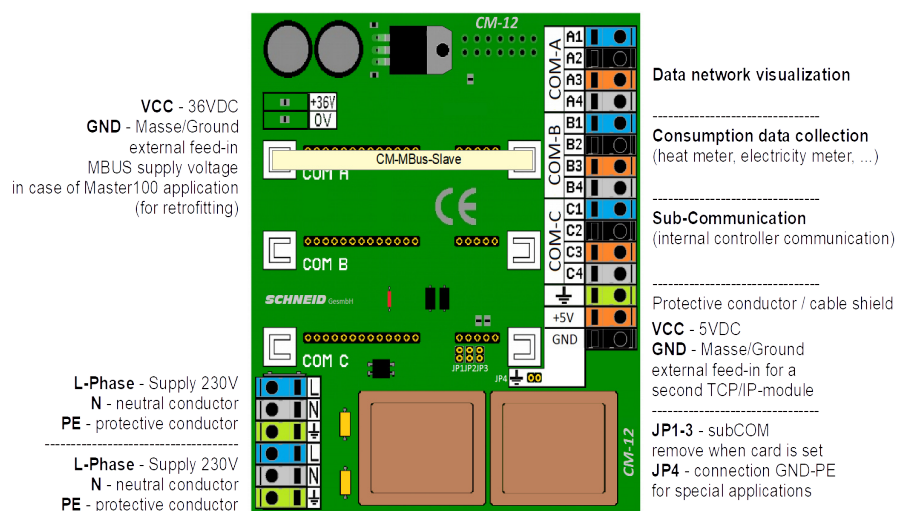 CM-12
VCC - 36VDC
GND - Masse/Ground
external feed-in
MBUS supply voltage
in case of Master100 application
(for retrofitting)
L-Phase - Supply 230V
N - neutral conductor
PE - protective conductor
---------------------------------------
L-Phase - Supply 230V
N - neutral conductor
PE - protective conductor
+36V
0V
CM-MBus-Slave
COM A
CE
COM B
SCHNEID GesmbH
COM C
JP1JP2JP3
JP4
L
N
L
N
CM-12
COM-A
A1
A2
A3
A4
COM-B
B1
B2
B3
B4
COM-C
C1
C2
C3
C4
+5V
GND
Data network visualization
---------------------------------
Consumption data collection
(heat meter, electricity meter, ...)
---------------------------------
Sub-Communication
(internal controller communication)
---------------------------------
Protective conductor / cable shield
VCC - 5VDC
GND - Masse/Ground
external feed-in for a
second TCP/IP-module
---------------------------------
JP1-3 - subCOM
remove when card is set
JP4 - connection GND-PE
for special applications